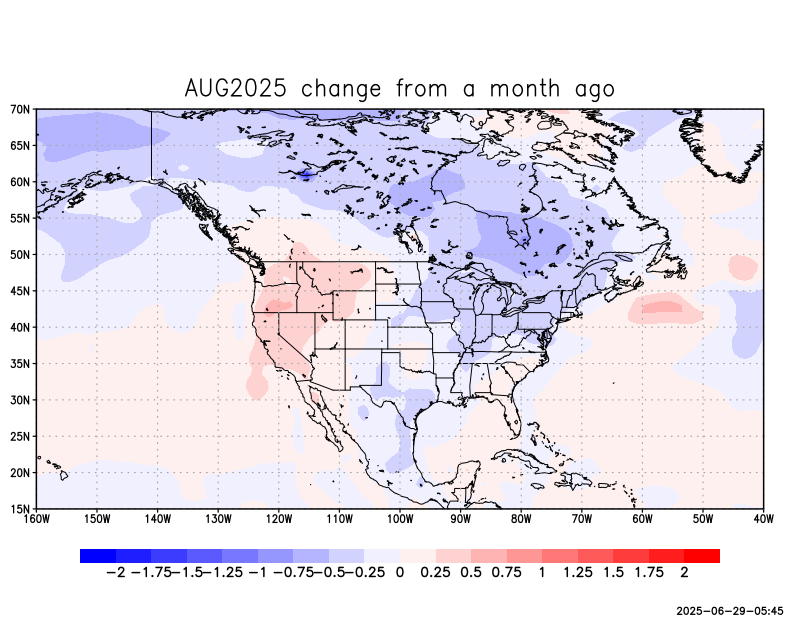 AUG2025 change from a month ago
70N
65N
60N
55N
50N
45N
40N
35N
30N
25N
20N
15N
160W 150W 140W 130W 120W 110W 100W 90W 80W 70W 60W 50W 40W
−2 −1.75 −1.5 −1.25 −1 −0.75 −0.5 −0.25 0 0.25 0.5 0.75 1 1.25 1.5 1.75 2
2025−06−29−05:45